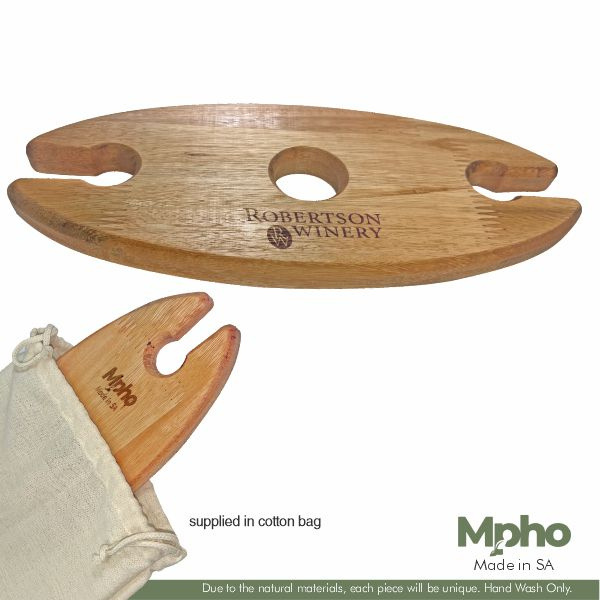 ROBERTSON
WINERY
RW
Mpho
Made in SA
supplied in cotton bag
Mpho
Made in SA
Due to the natural materials, each piece will be unique. Hand Wash Only.